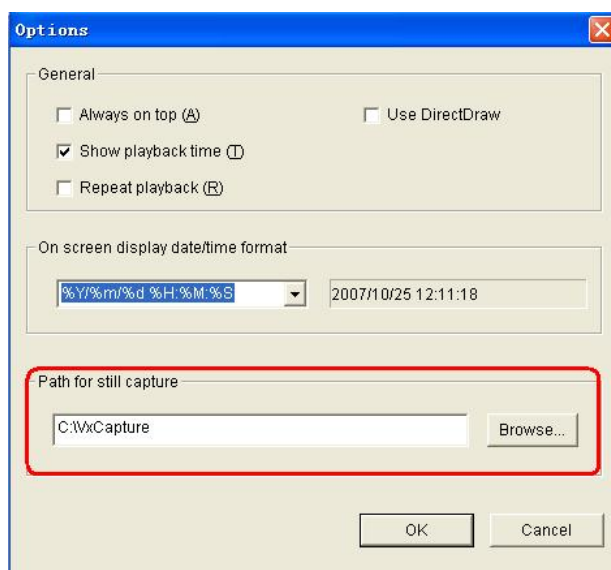 Options
General
Always on top (A)
Use DirectDraw
Show playback time (T)
Repeat playback (R)
On screen display date/time format
%Y/%m/%d %H:%M:%S
2007/10/25 12:11:18
Path for still capture
C:\VxCapture
Browse...
OK
Cancel